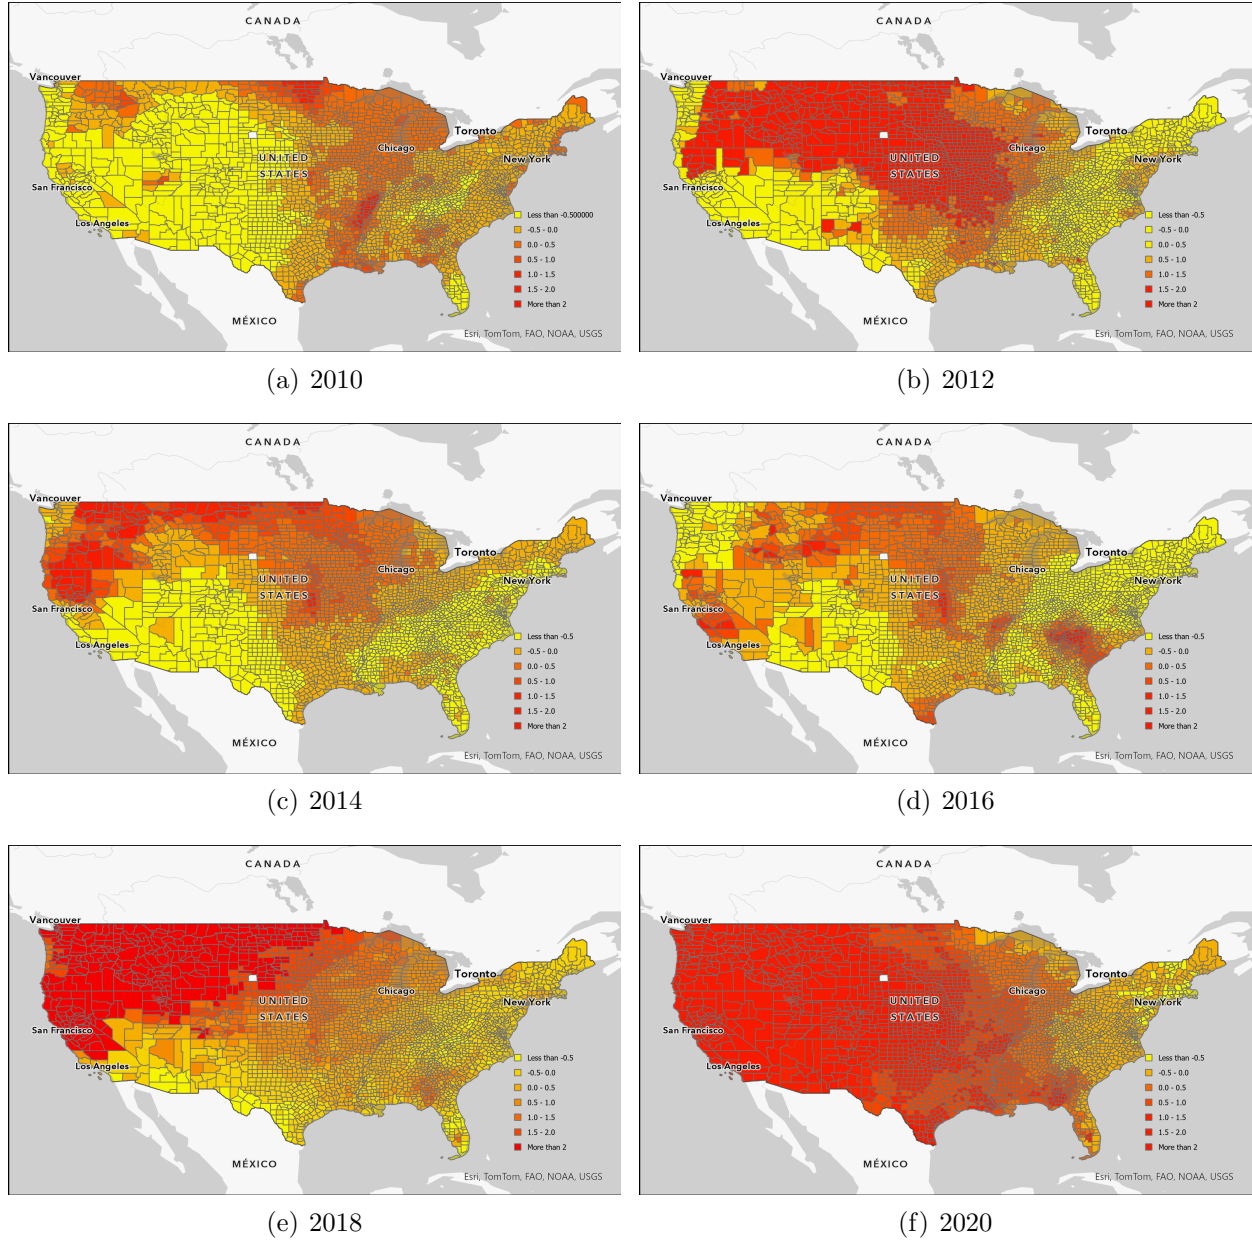 CANADA
Vancouver
Toronto
Chicago
New York
UNITED
STATES
San Francisco
Los Angeles
Less than -0.500000
-0.5 - 0.0
0.0 - 0.5
0.5 - 1.0
1.0 - 1.5
1.5 - 2.0
More than 2
MÉXICO
Esri, TomTom, FAO, NOAA, USGS
(a) 2010
CANADA
Vancouver
Toronto
Chicago
New York
UNITED
STATES
San Francisco
Los Angeles
Less than -0.5
-0.5 - 0.0
0.0 - 0.5
0.5 - 1.0
1.0 - 1.5
1.5 - 2.0
More than 2
MÉXICO
Esri, TomTom, FAO, NOAA, USGS
(b) 2012
CANADA
Vancouver
Toronto
Chicago
New York
UNITED
STATES
San Francisco
Los Angeles
Less than -0.5
-0.5 - 0.0
0.0 - 0.5
0.5 - 1.0
1.0 - 1.5
1.5 - 2.0
More than 2
MÉXICO
Esri, TomTom, FAO, NOAA, USGS
(c) 2014
CANADA
Vancouver
Toronto
Chicago
New York
UNITED
STATES
San Francisco
Los Angeles
Less than -0.5
-0.5 - 0.0
0.0 - 0.5
0.5 - 1.0
1.0 - 1.5
1.5 - 2.0
More than 2
MÉXICO
Esri, TomTom, FAO, NOAA, USGS
(d) 2016
CANADA
Vancouver
Toronto
Chicago
New York
UNITED
STATES
San Francisco
Los Angeles
Less than -0.5
-0.5- 0.0
0.0 - 0.5
0.5 - 1.0
1.0 - 1.5
1.5 - 2.0
More than 2
MÉXICO
Esri, TomTom, FAO, NOAA, USGS
(e) 2018
CANADA
Vancouver
Toronto
Chicago
New York
UNITED
STATES
San Francisco
Los Angeles
Less than -0.5
-0.5 - 0.0
0.0 - 0.5
0.5 - 1.0
1.0 - 1.5
1.5 - 2.0
More than 2
MÉXICO
Esri, TomTom, FAO, NOAA, USGS
(f) 2020